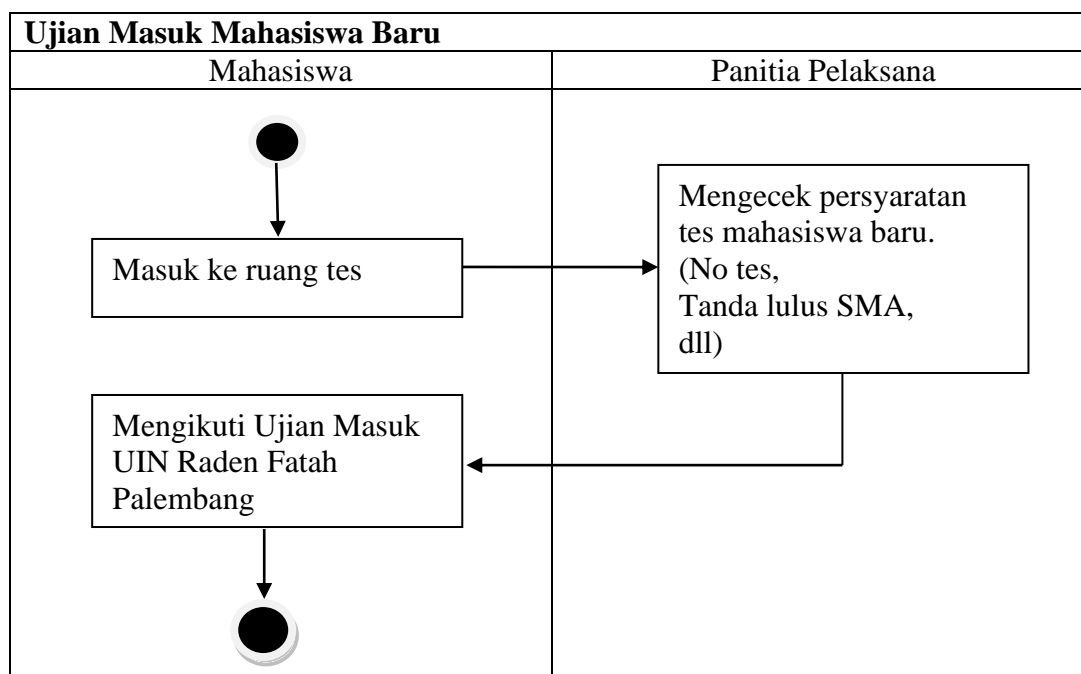 Ujian Masuk Mahasiswa Baru
Mahasiswa
Panitia Pelaksana
Masuk ke ruang tes
Mengecek persyaratan
tes mahasiswa baru.
(No tes,
Tanda lulus SMA,
dll)
Mengikuti Ujian Masuk
UIN Raden Fatah
Palembang